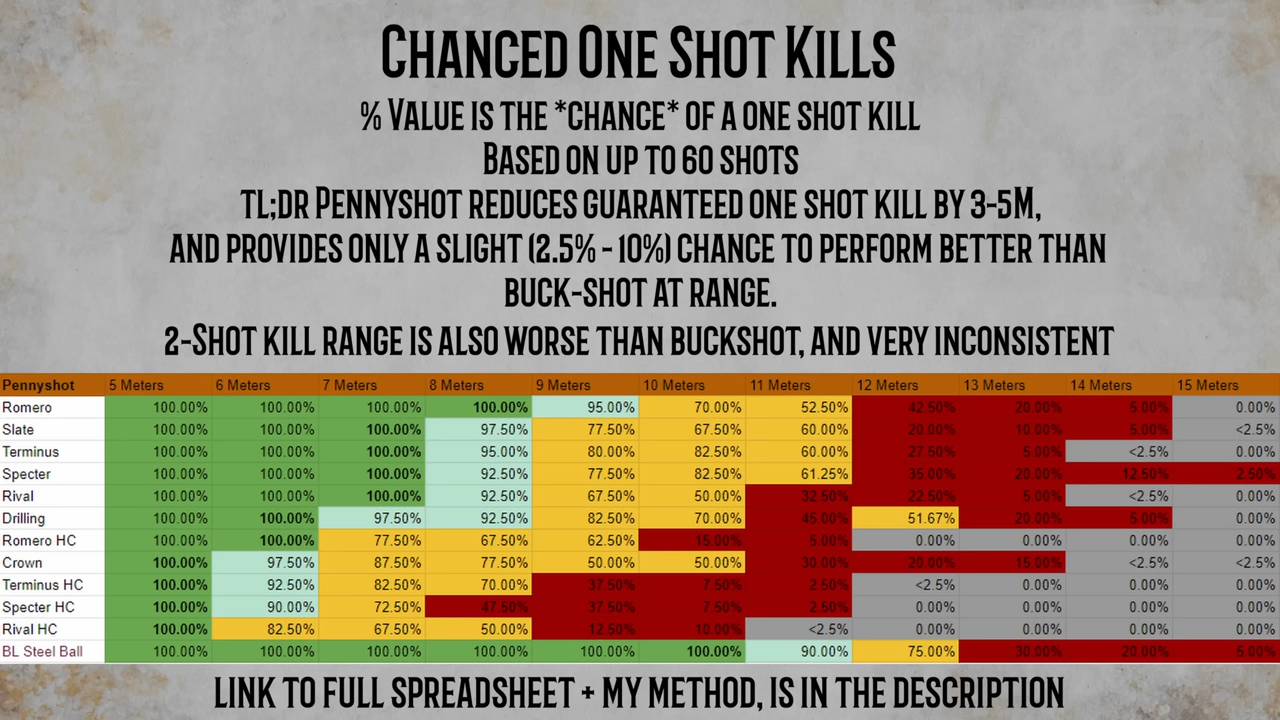 Chanced One Shot Kills
% Value is the *chance* of a one shot kill
Based on up to 60 shots
TL;DR Pennyshot reduces guaranteed one shot kill by 3-5m,
and provides only a slight (2.5% - 10%) chance to perform better than
buck-shot at range.
2-Shot kill range is also worse than buckshot, and very inconsistent
Pennyshot 5 Meters 6 Meters 7 Meters 8 Meters 9 Meters 10 Meters 11 Meters 12 Meters 13 Meters 14 Meters 15 Meters
Romero 100.00% 100.00% 100.00% 100.00% 95.00% 70.00% 52.50% 42.50% 20.00% 5.00% 0.00%
Slate 100.00% 100.00% 100.00% 97.50% 77.50% 67.50% 60.00% 20.00% 10.00% 5.00% <2.5%
Terminus 100.00% 100.00% 100.00% 95.00% 80.00% 82.50% 60.00% 27.50% 5.00% <2.5% 0.00%
Specter 100.00% 100.00% 100.00% 92.50% 77.50% 82.50% 61.25% 35.00% 20.00% 12.50% 2.50%
Rival 100.00% 100.00% 100.00% 92.50% 67.50% 50.00% 32.50% 22.50% 5.00% <2.5% 0.00%
Drilling 100.00% 100.00% 97.50% 92.50% 82.50% 70.00% 45.00% 51.67% 20.00% 5.00% 0.00%
Romero HC 100.00% 100.00% 77.50% 67.50% 62.50% 15.00% 5.00% 0.00% 0.00% 0.00% 0.00%
Crown 100.00% 97.50% 87.50% 77.50% 50.00% 50.00% 30.00% 20.00% 15.00% <2.5% <2.5%
Terminus HC 100.00% 92.50% 82.50% 70.00% 37.50% 7.50% 2.50% <2.5% 0.00% 0.00% 0.00%
Specter HC 100.00% 90.00% 72.50% 47.50% 37.50% 7.50% 2.50% 0.00% 0.00% 0.00% 0.00%
Rival HC 100.00% 82.50% 67.50% 50.00% 12.50% 10.00% <2.5% 0.00% 0.00% 0.00% 0.00%
BL Steel Ball 100.00% 100.00% 100.00% 100.00% 100.00% 100.00% 90.00% 75.00% 30.00% 20.00% 5.00%
Link to full spreadsheet + my method, is in the description